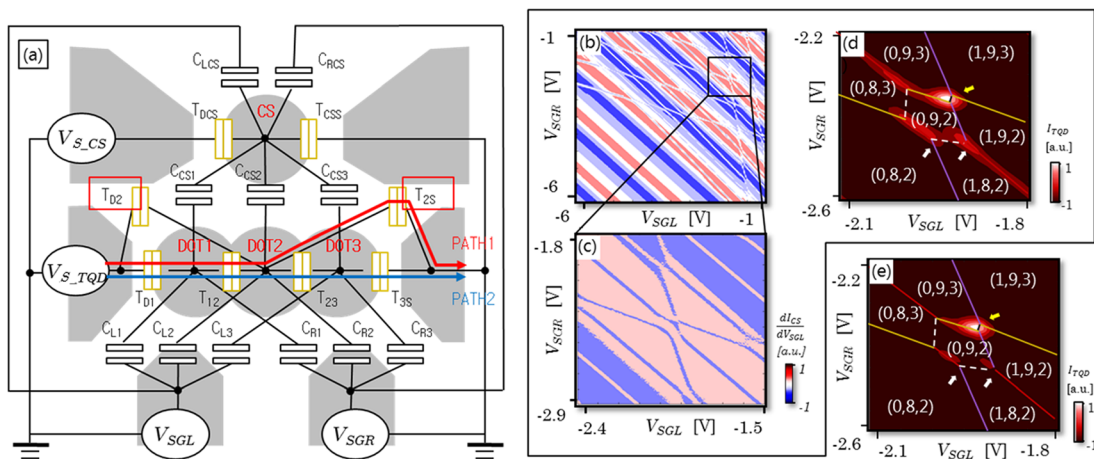 (a)
C_LCS
C_RCS
T_DCS
CS
T_CSS
V_S_CS
C_CS1
C_CS2
C_CS3
T_D2
T_2S
DOT1
DOT2
DOT3
PATH1
V_S_TQD
PATH2
T_D1
T_12
T_23
T_3S
C_L1
C_L2
C_L3
C_R1
C_R2
C_R3
V_SGL
V_SGR
(b)
-1
V_SGR [V]
-6
-6
V_SGL [V]
-1
(c)
-1.8
V_SGR [V]
-2.9
-2.4
V_SGL [V]
-1.5
dI_CS
dV_SGL
[a.u.]
1
-1
(d)
-2.2
(0,9,3)
(1,9,3)
(0,8,3)
(0,9,2)
(1,9,2)
(0,8,2)
(1,8,2)
V_SGR [V]
-2.6
-2.1
V_SGL [V]
-1.8
I_TQD
[a.u.]
1
-1
(e)
-2.2
(0,9,3)
(1,9,3)
(0,8,3)
(0,9,2)
(1,9,2)
(0,8,2)
(1,8,2)
V_SGR [V]
-2.6
-2.1
V_SGL [V]
-1.8
I_TQD
[a.u.]
1
-1